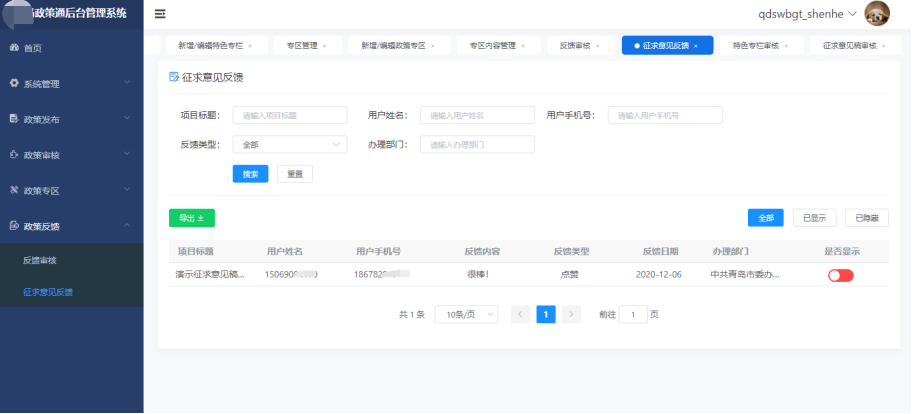 政策通后台管理系统
qdswbgt_shenhe
首页
系统管理
政策发布
政策审核
政策专区
政策反馈
反馈审核
征求意见反馈
新增/编辑特色专栏 ×
专区管理 ×
新增/编辑政策专区 ×
专区内容管理 ×
反馈审核 ×
征求意见反馈 ×
特色专栏审核 ×
征求意见稿审核 ×
征求意见反馈
项目标题： 请输入项目标题 用户姓名： 请输入用户姓名 用户手机号： 请输入用户手机号
反馈类型： 全部 办理部门： 请输入办理部门
搜索 重置
导出 全部 已显示 已隐藏
项目标题 用户姓名 用户手机号 反馈内容 反馈类型 反馈日期 办理部门 是否显示
演示征求意见稿... 很棒！ 点赞 2020-12-06 中共青岛市委办...
共 1 条 10条/页 < 1 > 前往 1 页